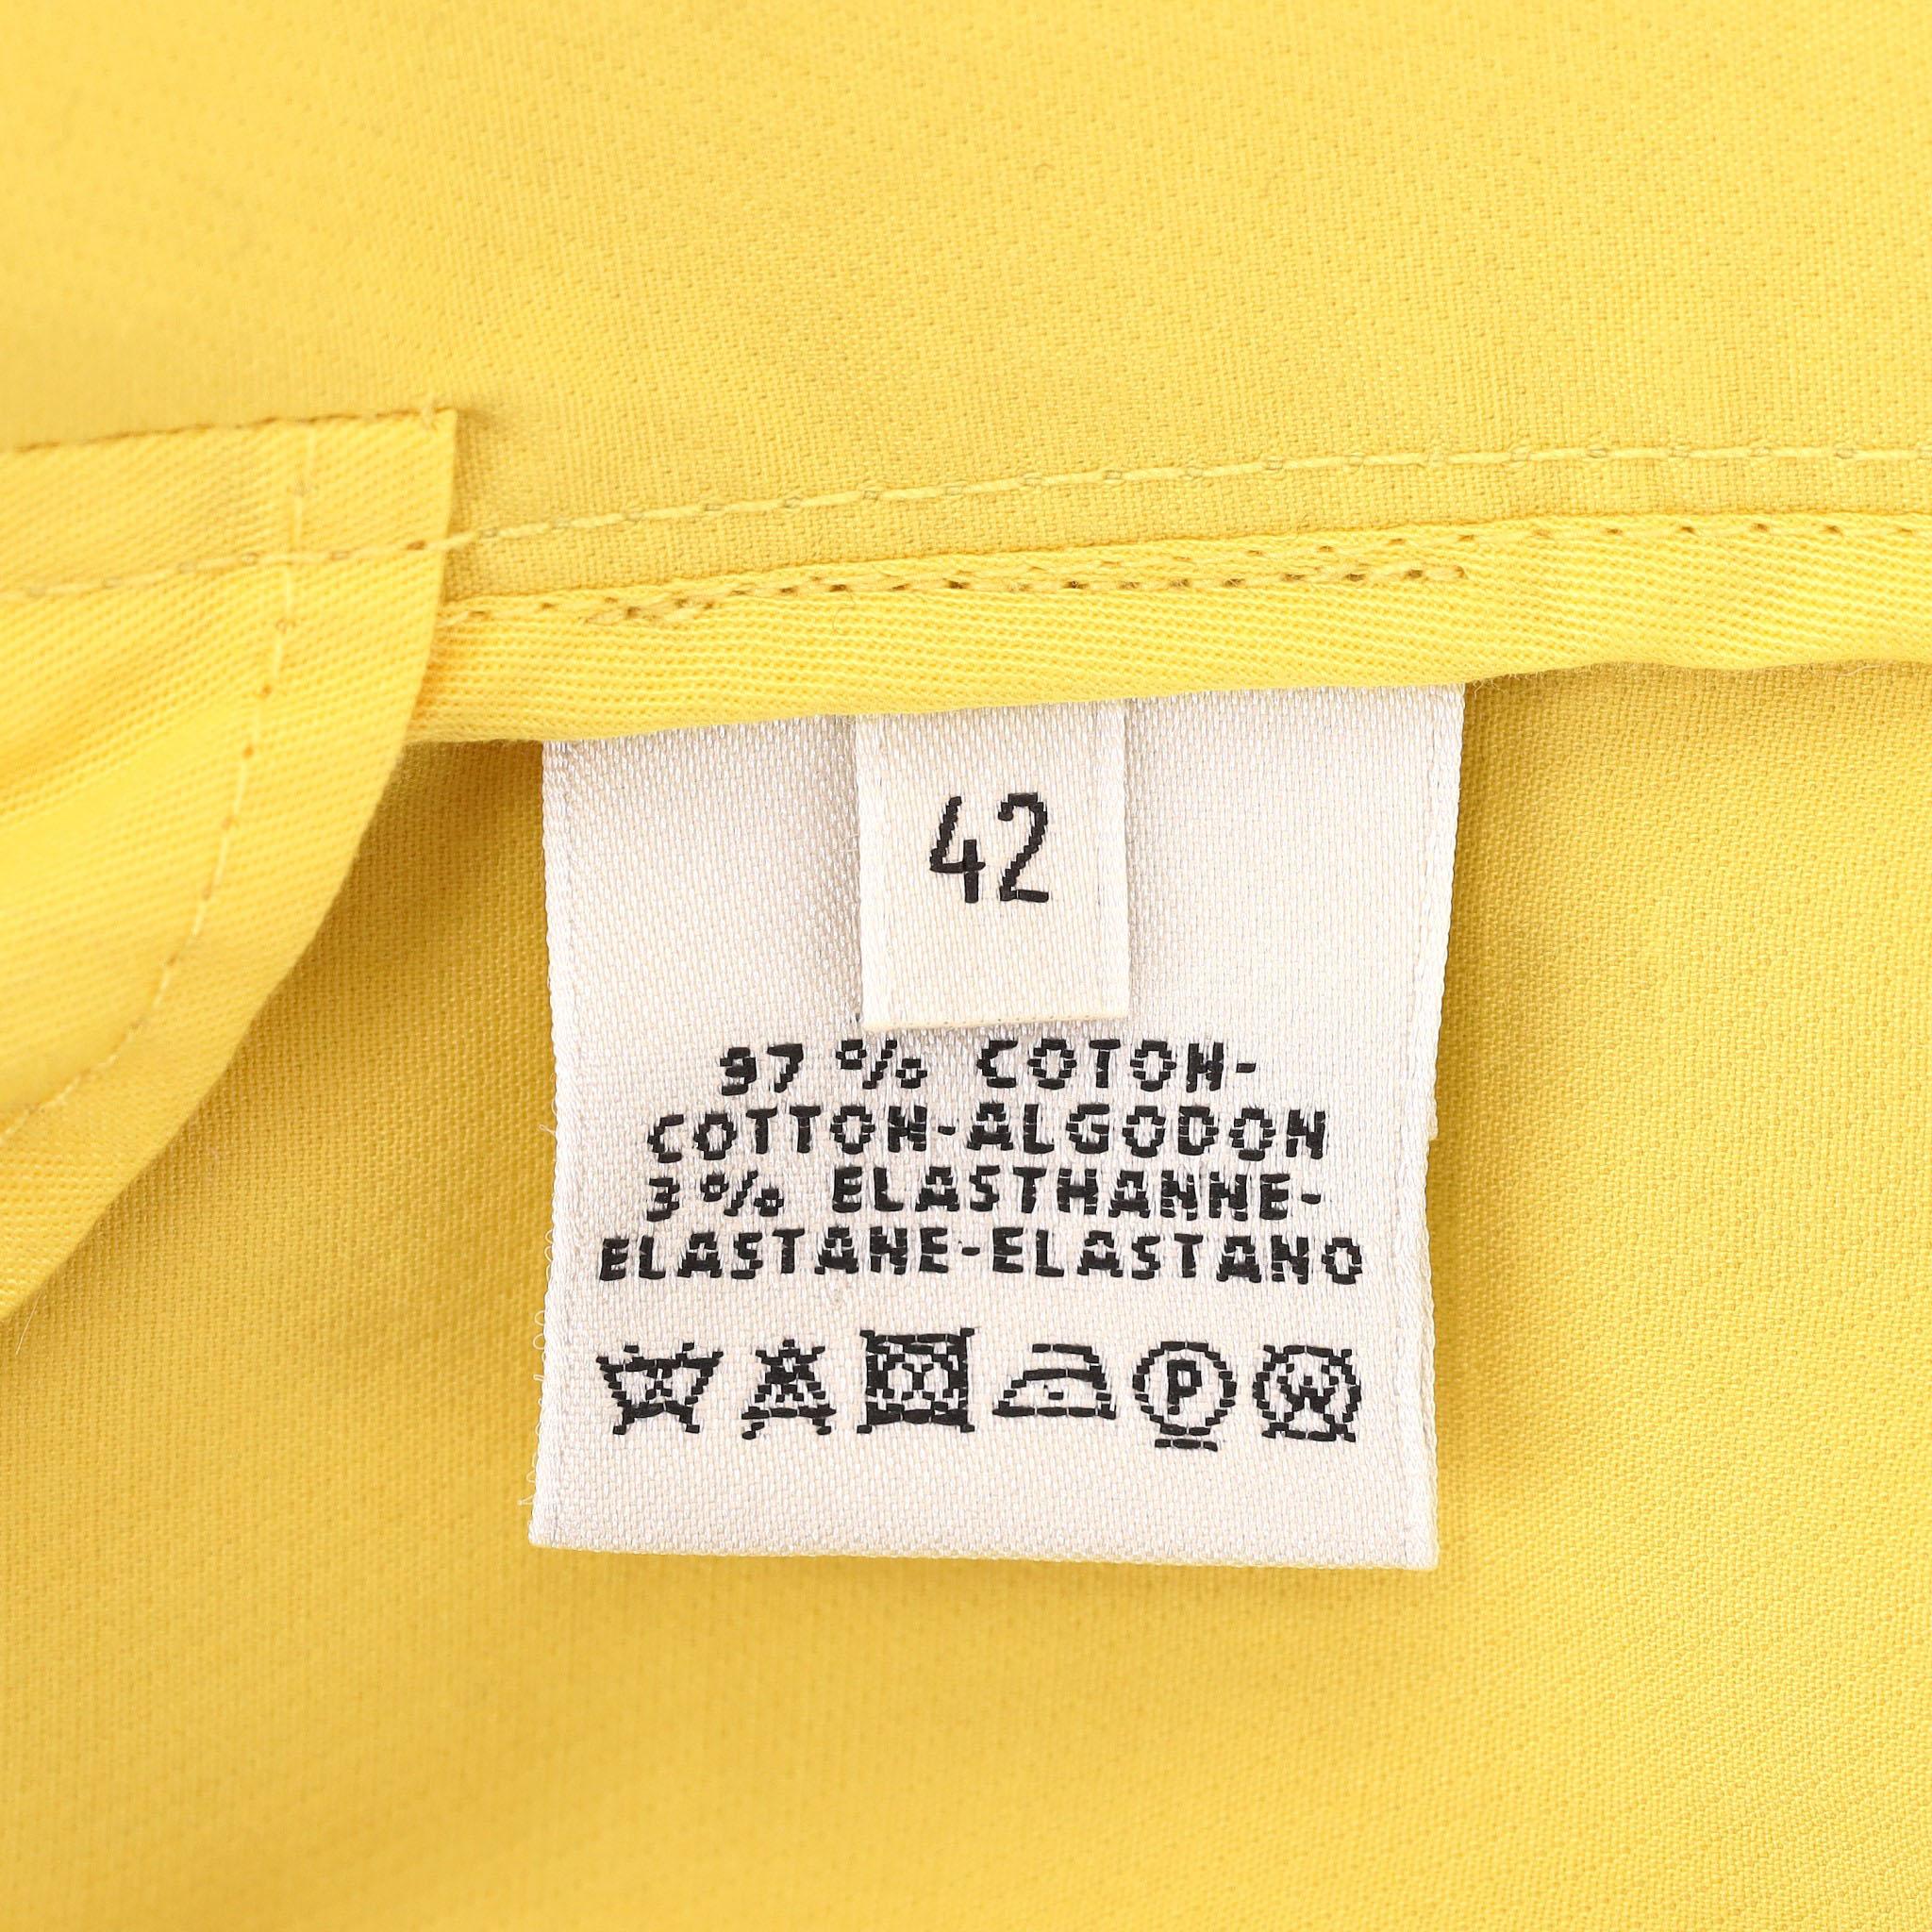 42
97 % COTON-
COTTON-ALGODON
3 % ELASTHANNE-
ELASTANE-ELASTANO
P W